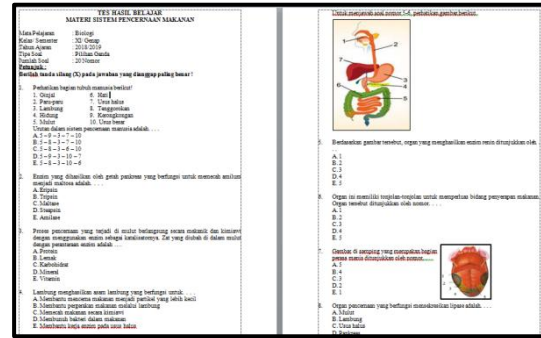 TES HASIL BELAJAR
MATERI SISTEM PENCERNAAN MAKANAN
Mata Pelajaran : Biologi
Kelas/ Semester : XI/ Genap
Tahun Ajaran : 2018/2019
Tipe Soal : Pilihan Ganda
Jumlah Soal : 20 Nomor
Petunjuk :
Berilah tanda silang (X) pada jawaban yang dianggap paling benar !
1. Perhatikan bagian tubuh manusia berikut!
1. Ginjal 6. Hati
2. Paru-paru 7. Usus halus
3. Lambung 8. Tenggorokan
4. Hidung 9. Kerongkongan
5. Mulut 10. Usus besar
Urutan dalam sistem pencernaan manusia adalah. . . .
A. 5 – 9 – 3 – 7 – 10
B. 5 – 8 – 3 – 7 – 10
C. 5 – 8 – 3 – 6 – 10
D. 5 – 9 – 3 – 10 – 7
E. 5 – 8 – 3 – 10 – 6
2. Enzim yang dihasilkan oleh getah pankreas yang berfungsi untuk memecah amilum
menjadi maltosa adalah. . . .
A. Eripsin
B. Tripsin
C. Maltase
D. Steapsin
E. Amilase
3. Proses pencernaan yang terjadi di mulut berlangsung secara mekanik dan kimiawi
dengan menggunakan enzim sebagai katalisatornya. Zat yang diubah di dalam mulut
dengan perantaraan enzim adalah ....
A. Protein
B. Lemak
C. Karbohidrat
D. Mineral
E. Vitamin
4. Lambung menghasilkan asam lambung yang berfungsi untuk. . . .
A. Membantu mencerna makanan menjadi partikel yang lebih kecil
B. Membantu pergerakan makanan melalui lambung
C. Memecah makanan secara kimiawi
D. Membunuh bakteri dalam makanan
E. Membantu kerja enzim pada usus halus
Untuk menjawab soal nomor 5-6, perhatikan gambar berikut.
1
2
7
3
6
4
5
5. Berdasarkan gambar tersebut, organ yang menghasilkan enzim renin ditunjukkan oleh. .
. .
A. 1
B. 2
C. 3
D. 4
E. 5
6. Organ ini memiliki tonjolan-tonjolan untuk memperluas bidang penyerapan makanan.
Organ tersebut ditunjukkan oleh nomor. . . .
A. 1
B. 2
C. 3
D. 4
E. 5
7. Gambar di samping yang merupakan bagian
ditunjukkan oleh nomor.......
A. 5
B. 4
C. 3
D. 2
E. 1
8. Organ pencernaan yang berfungsi mensekresikan lipase adalah. . . .
A. Mulut
B. Lambung
C. Usus halus
D. Pankreas